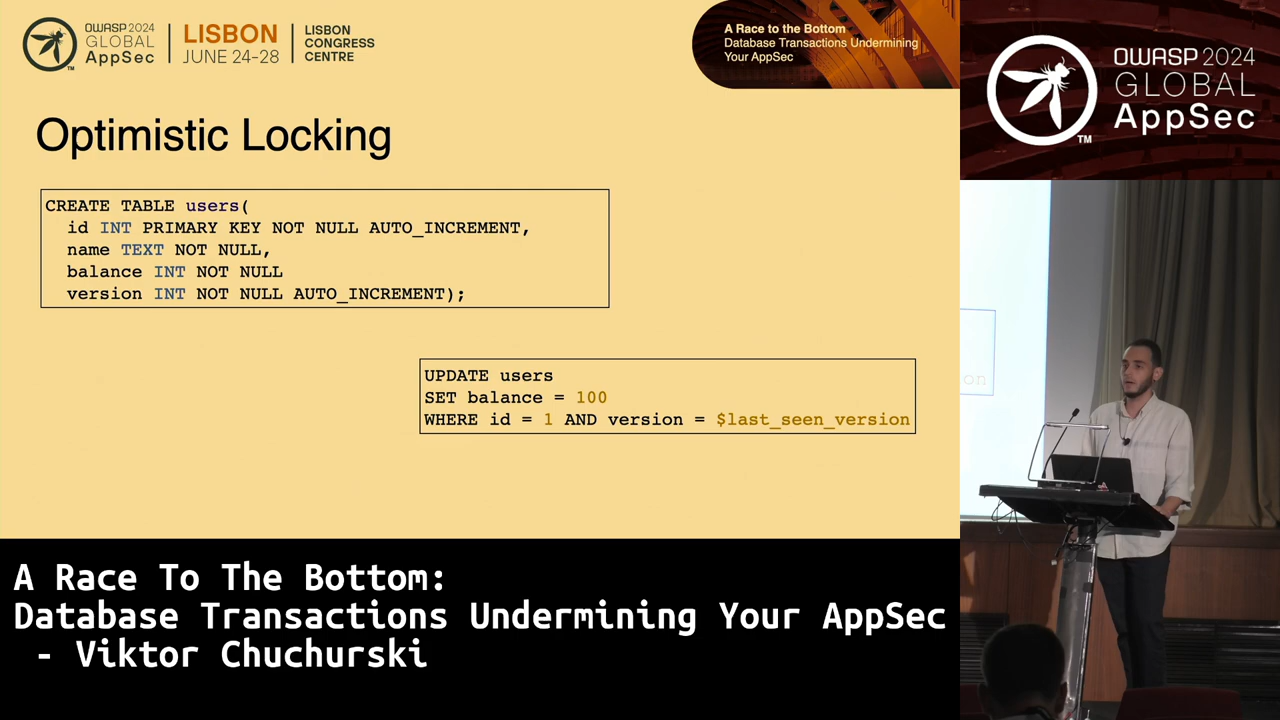 OWASP 2024
GLOBAL
AppSec
LISBON
JUNE 24-28
LISBON
CONGRESS
CENTRE
TM
A Race to the Bottom
Database Transactions Undermining
Your AppSec
OWASP 2024
GLOBAL
AppSec
TM
Optimistic Locking
CREATE TABLE users(
id INT PRIMARY KEY NOT NULL AUTO_INCREMENT,
name TEXT NOT NULL,
balance INT NOT NULL
version INT NOT NULL AUTO_INCREMENT);
UPDATE users
SET balance = 100
WHERE id = 1 AND version = $last_seen_version
on
A Race To The Bottom:
Database Transactions Undermining Your AppSec
- Viktor Chuchurski